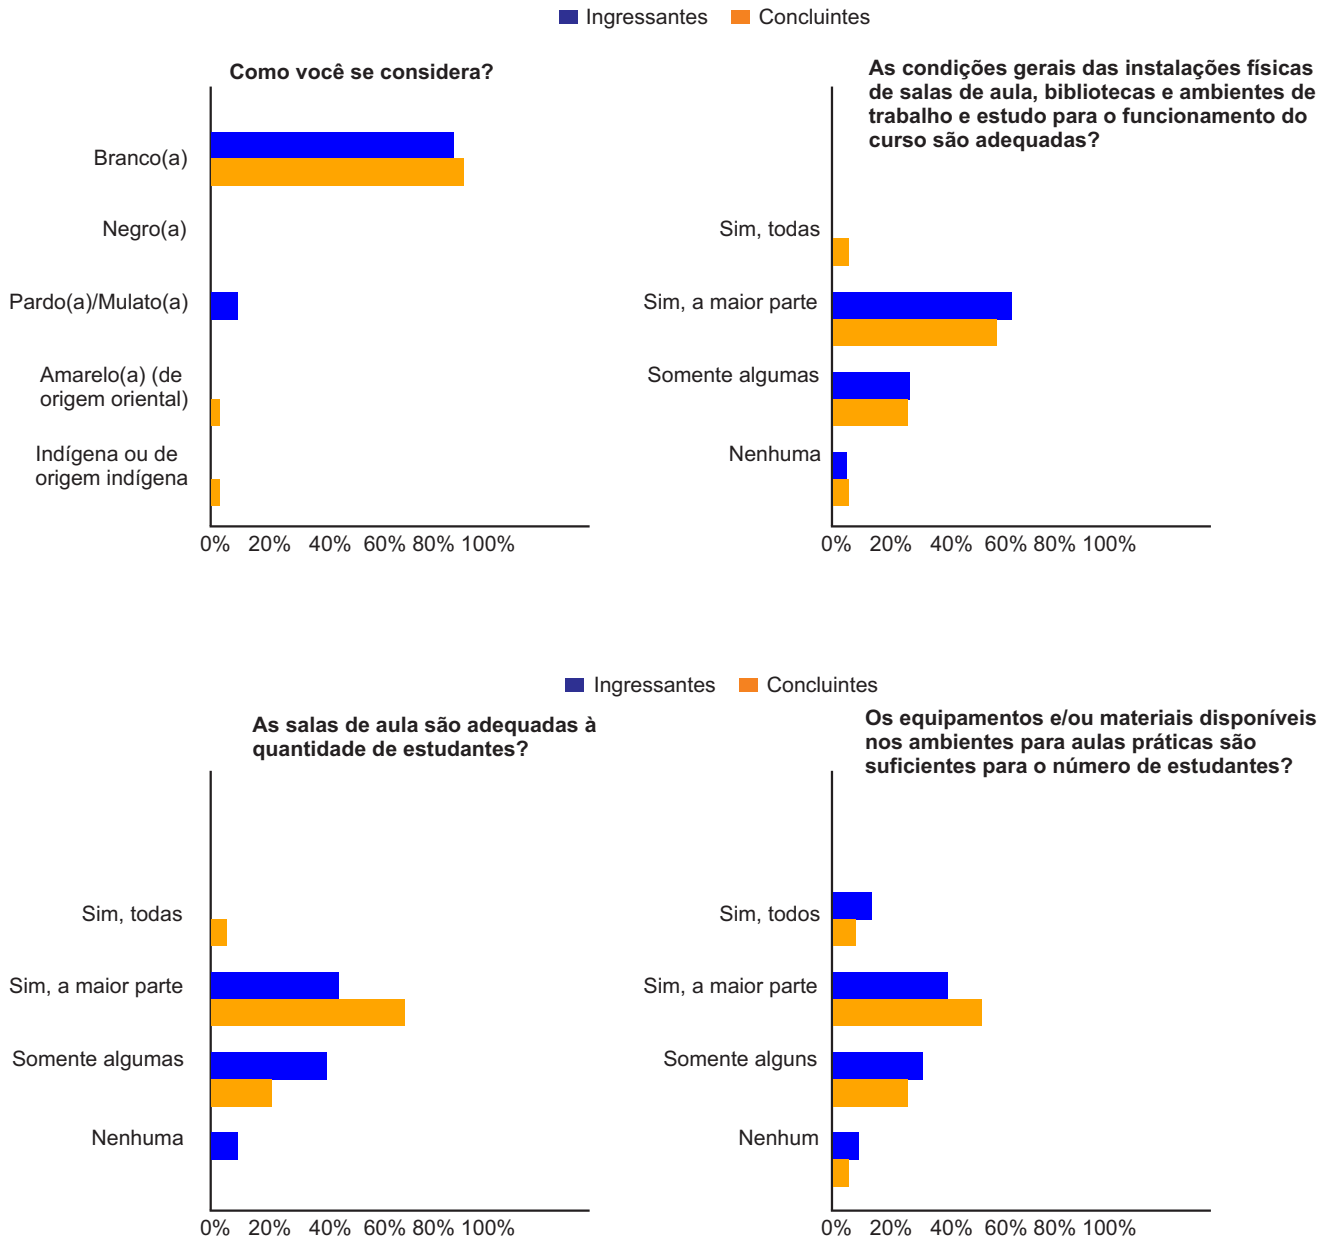 Ingressantes Concluintes
Como você se considera?
Branco(a)
Negro(a)
Pardo(a)/Mulato(a)
Amarelo(a) (de
origem oriental)
Indígena ou de
origem indígena
0% 20% 40% 60% 80% 100%
As condições gerais das instalações físicas
de salas de aula, bibliotecas e ambientes de
trabalho e estudo para o funcionamento do
curso são adequadas?
Sim, todas
Sim, a maior parte
Somente algumas
Nenhuma
0% 20% 40% 60% 80% 100%
Ingressantes Concluintes
As salas de aula são adequadas à
quantidade de estudantes?
Sim, todas
Sim, a maior parte
Somente algumas
Nenhuma
0% 20% 40% 60% 80% 100%
Os equipamentos e/ou materiais disponíveis
nos ambientes para aulas práticas são
suficientes para o número de estudantes?
Sim, todos
Sim, a maior parte
Somente alguns
Nenhum
0% 20% 40% 60% 80% 100%